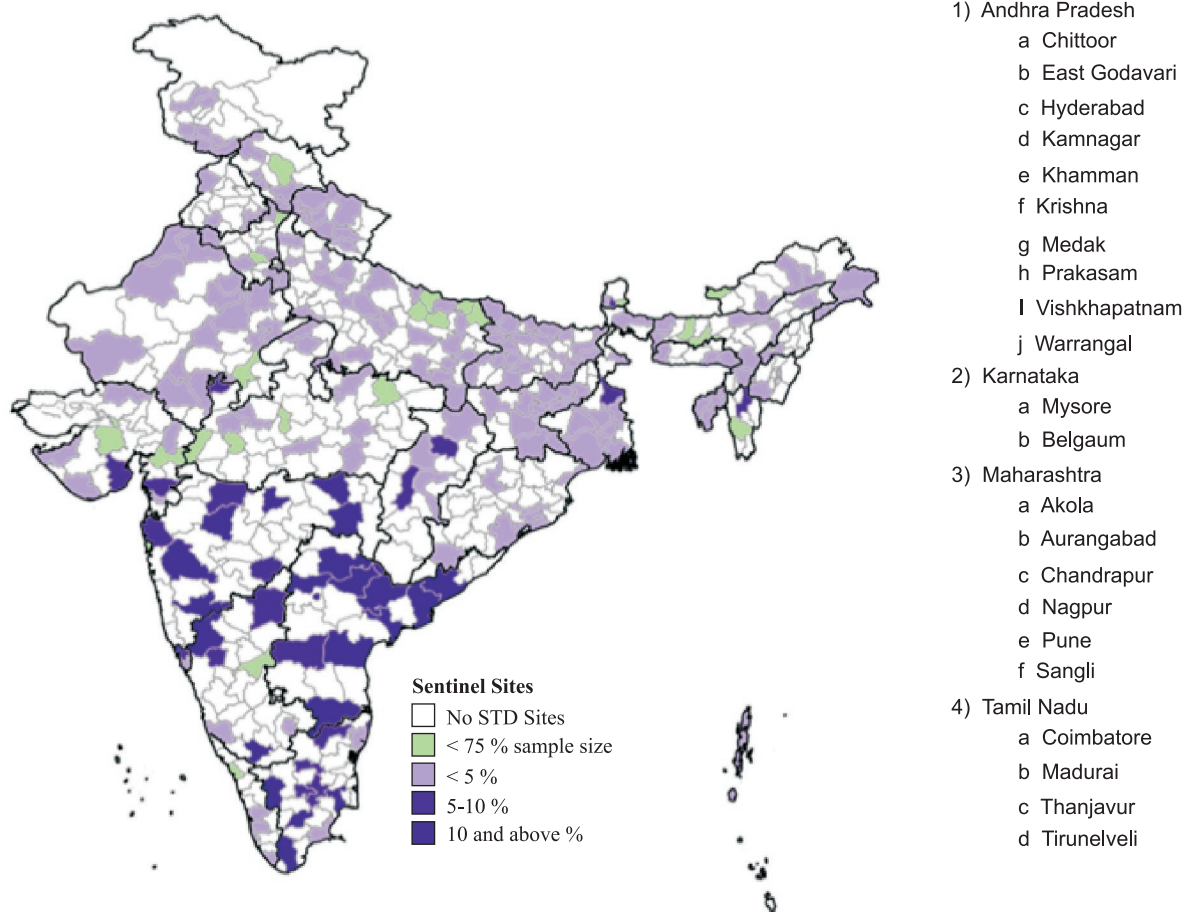 1) Andhra Pradesh
a Chittoor
b East Godavari
c Hyderabad
d Kamnagar
e Khamman
f Krishna
g Medak
h Prakasam
I Vishkhapatnam
j Warrangal
2) Karnataka
a Mysore
b Belgaum
3) Maharashtra
a Akola
b Aurangabad
c Chandrapur
d Nagpur
e Pune
f Sangli
4) Tamil Nadu
a Coimbatore
b Madurai
c Thanjavur
d Tirunelveli
Sentinel Sites
No STD Sites
< 75 % sample size
< 5 %
5-10 %
10 and above %